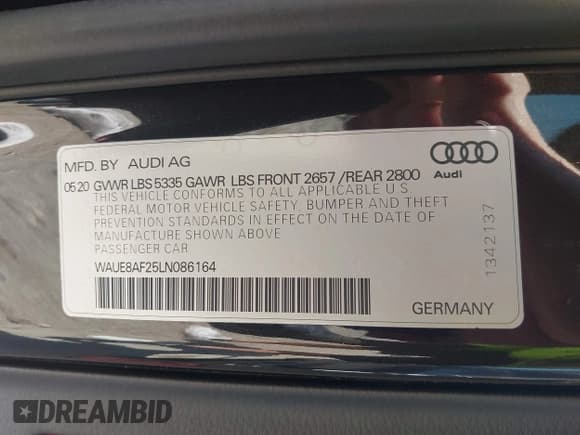 MFD. BY AUDI AG
Audi
05 20 GVWR LBS 5335 GAWR LBS FRONT 2657 /REAR 2800
THIS VEHICLE CONFORMS TO ALL APPLICABLE U S
FEDERAL MOTOR VEHICLE SAFETY, BUMPER AND THEFT
PREVENTION STANDARDS IN EFFECT ON THE DATE OF
MANUFACTURE SHOWN ABOVE
PASSENGER CAR
WAUE8AF25LN086164
1342137
GERMANY
DREAMBID